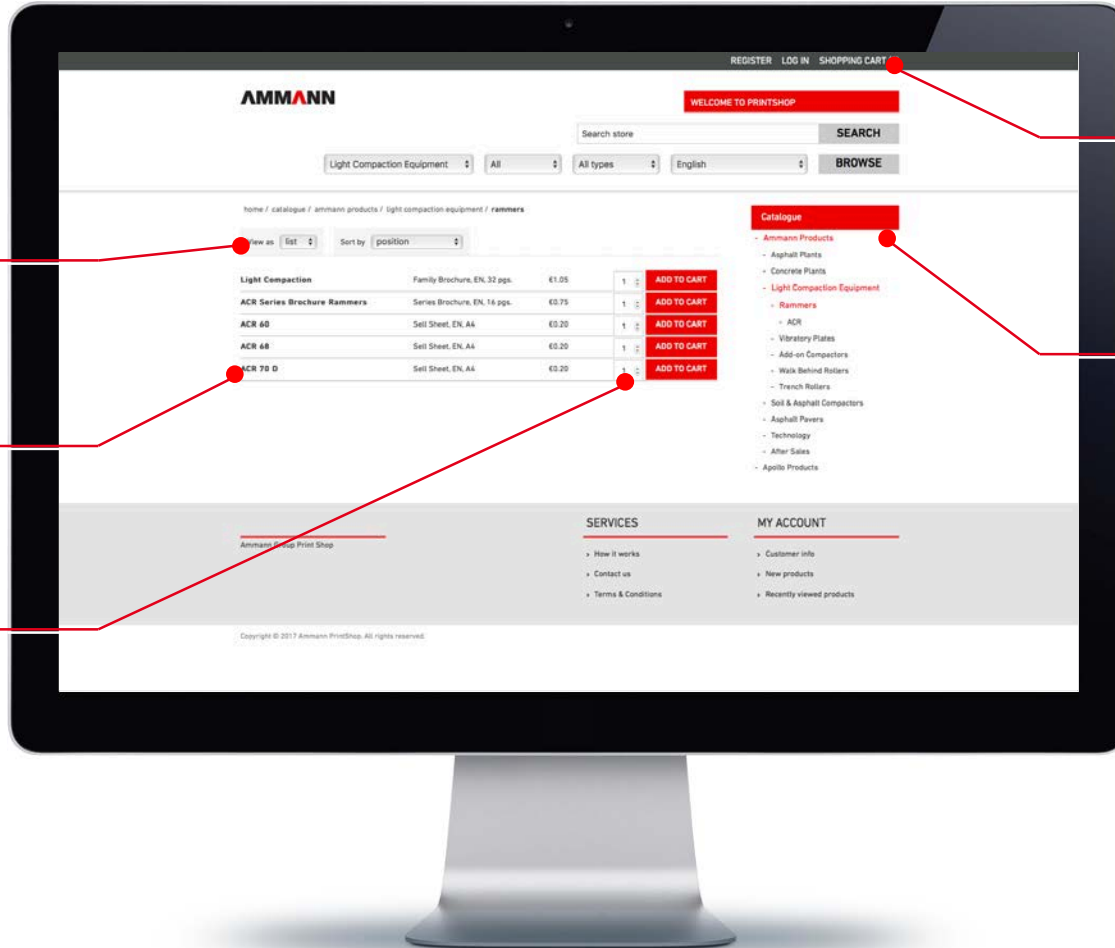 REGISTER LOG IN SHOPPING CART
AMMANN
WELCOME TO PRINTSHOP
Search store SEARCH
Light Compaction Equipment All All types English BROWSE
home / catalogue / ammann products / light compaction equipment / rammers
View as list Sort by position
Light Compaction Family Brochure, EN, 32 pgs. €1.05 1 ADD TO CART
ACR Series Brochure Rammers Series Brochure, EN, 16 pgs. €0.75 1 ADD TO CART
ACR 60 Sell Sheet, EN, A4 €0.20 1 ADD TO CART
ACR 68 Sell Sheet, EN, A4 €0.20 1 ADD TO CART
ACR 70 D Sell Sheet, EN, A4 €0.20 1 ADD TO CART
Catalogue
- Ammann Products
- Asphalt Plants
- Concrete Plants
- Light Compaction Equipment
- Rammers
- ACR
- Vibratory Plates
- Add-on Compactors
- Walk Behind Rollers
- Trench Rollers
- Soil & Asphalt Compactors
- Asphalt Pavers
- Technology
- After Sales
- Apollo Products
Ammann Group Print Shop
SERVICES
› How it works
› Contact us
› Terms & Conditions
MY ACCOUNT
› Customer info
› New products
› Recently viewed products
Copyright © 2017 Ammann PrintShop. All rights reserved.